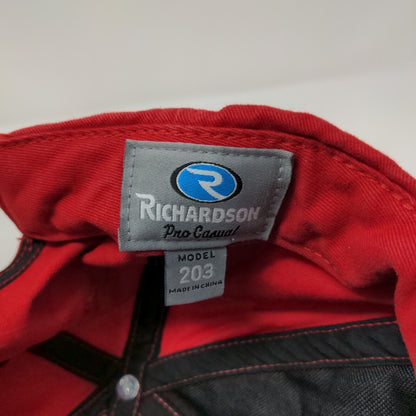 R
RICHARDSON
Pro Casual
MODEL
203
MADE IN CHINA